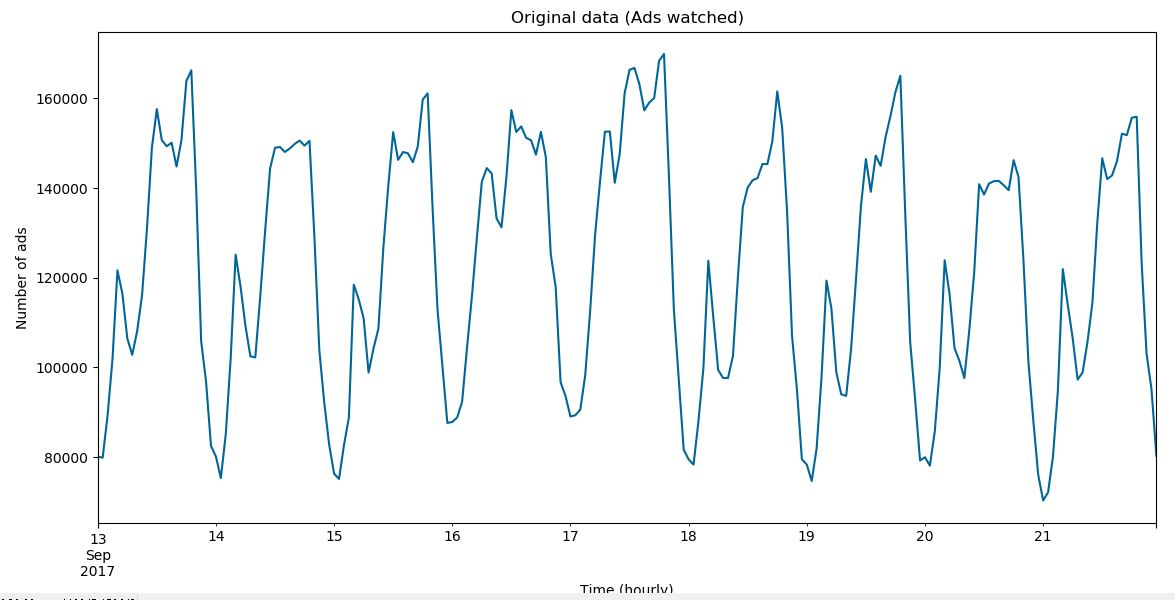 Original data (Ads watched)
Number of ads
160000
140000
120000
100000
80000
13 14 15 16 17 18 19 20 21
Sep
2017
Time (hourly)